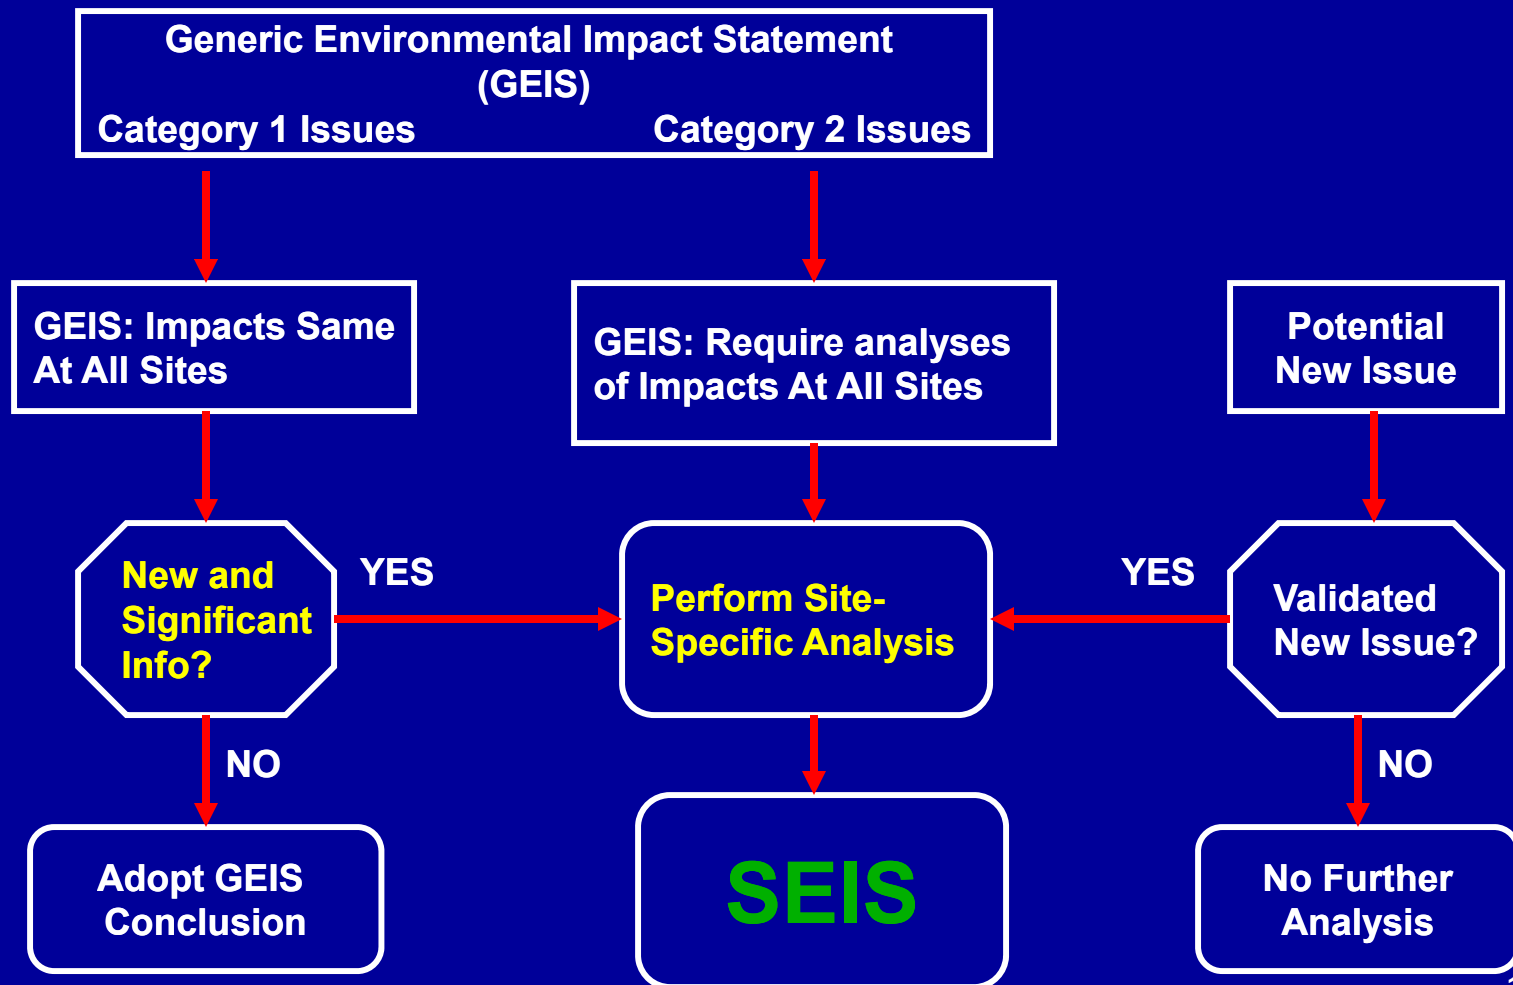 Generic Environmental Impact Statement
(GEIS)
Category 1 Issues
Category 2 Issues
GEIS: Impacts Same
At All Sites
GEIS: Require analyses
of Impacts At All Sites
Potential
New Issue
New and
Significant
Info?
YES
Perform Site-
Specific Analysis
YES
Validated
New Issue?
NO
NO
Adopt GEIS
Conclusion
SEIS
No Further
Analysis